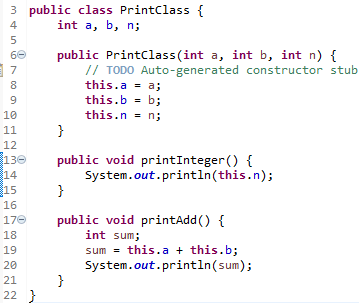 3 public class PrintClass {
4     int a, b, n;
5
6     public PrintClass(int a, int b, int n) {
7         // TODO Auto-generated constructor stub
8         this.a = a;
9         this.b = b;
10         this.n = n;
11     }
12
13     public void printInteger() {
14         System.out.println(this.n);
15     }
16
17     public void printAdd() {
18         int sum;
19         sum = this.a + this.b;
20         System.out.println(sum);
21     }
22 }